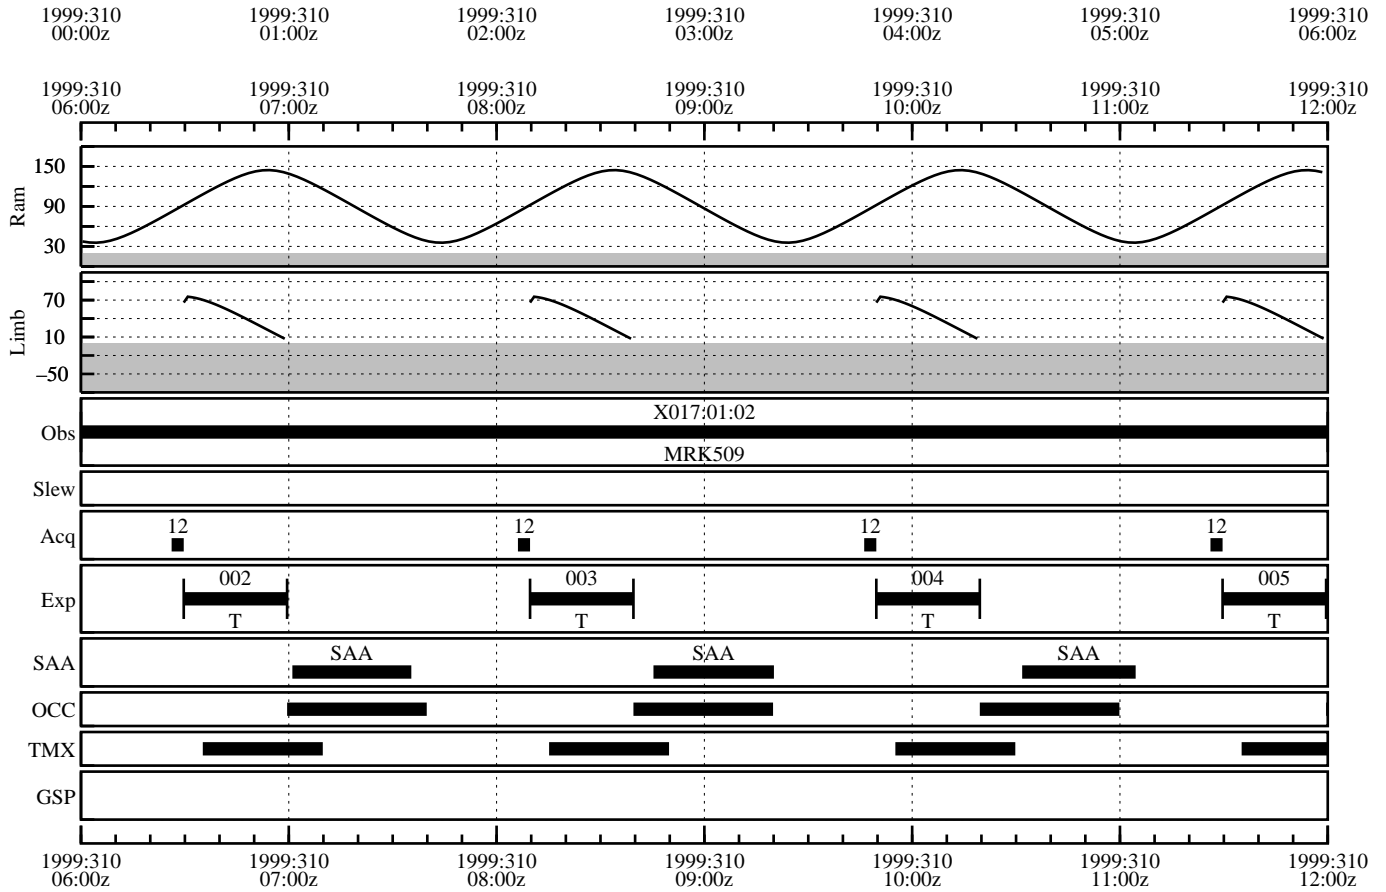 1999:310 1999:310 1999:310 1999:310 1999:310 1999:310 1999:310
00:00z 01:00z 02:00z 03:00z 04:00z 05:00z 06:00z
1999:310 1999:310 1999:310 1999:310 1999:310 1999:310 1999:310
06:00z 07:00z 08:00z 09:00z 10:00z 11:00z 12:00z
Ram
150
90
30
Limb
70
10
−50
X017:01:02
Obs
MRK509
Slew
12 12 12 12
Acq
002 003 004 005
Exp
T T T T
SAA SAA SAA
SAA
OCC
TMX
GSP
1999:310 1999:310 1999:310 1999:310 1999:310 1999:310 1999:310
06:00z 07:00z 08:00z 09:00z 10:00z 11:00z 12:00z